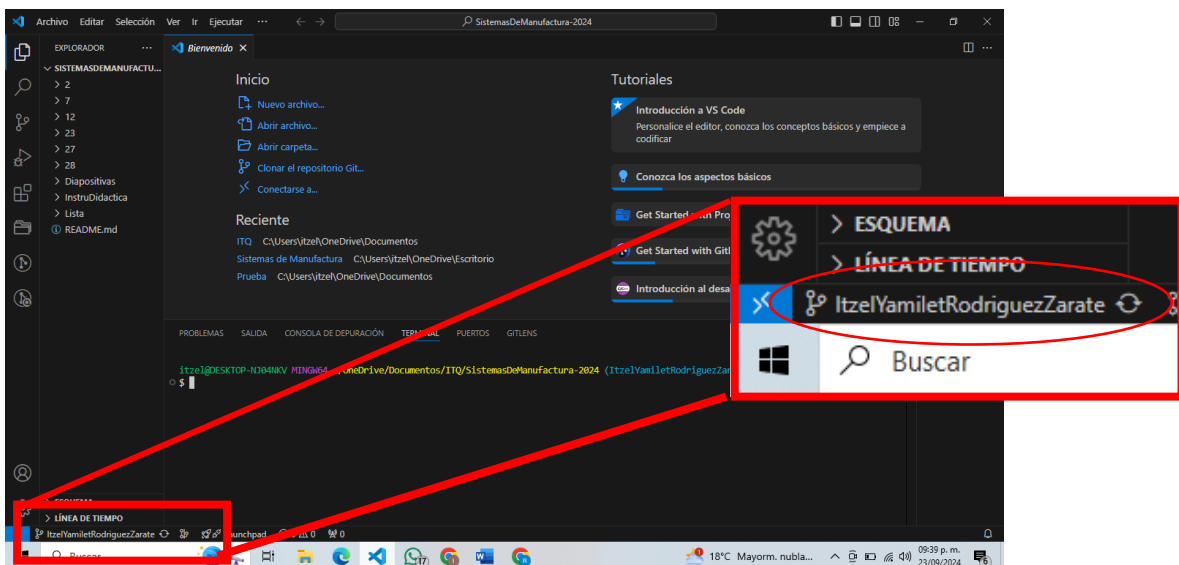 Archivo Editar Selección Ver Ir Ejecutar ··· SistemasDeManufactura-2024
EXPLORADOR ···
Bienvenido
SISTEMASDEMANUFACTU...
2
7
12
23
27
28
Diapositivas
InstruDidactica
Lista
README.md
Inicio
Nuevo archivo...
Abrir archivo...
Abrir carpeta...
Clonar el repositorio Git...
Conectarse a...
Reciente
ITQ C:\Users\itzel\OneDrive\Documentos
Sistemas de Manufactura C:\Users\itzel\OneDrive\Escritorio
Prueba C:\Users\itzel\OneDrive\Documentos
Tutoriales
Introducción a VS Code
Personalice el editor, conozca los conceptos básicos y empiece a
codificar
Conozca los aspectos básicos
Get Started with Pro
Get Started with Gitl
Introducción al desa
PROBLEMAS SALIDA CONSOLA DE DEPURACIÓN TERMINAL PUERTOS GITLENS
itzel@DESKTOP-NJ04NKV MINGW64 /OneDrive/Documentos/ITQ/SistemasDeManufactura-2024 (ItzelYamiletRodriguezZar
$
ESQUEMA
LÍNEA DE TIEMPO
ItzelYamiletRodriguezZarate
Buscar
ESQUEMA
LÍNEA DE TIEMPO
ItzelYamiletRodriguezZarate unchpad 0 0
Buscar
17
18°C Mayorm. nubla...
09:39 p. m.
23/09/2024
6